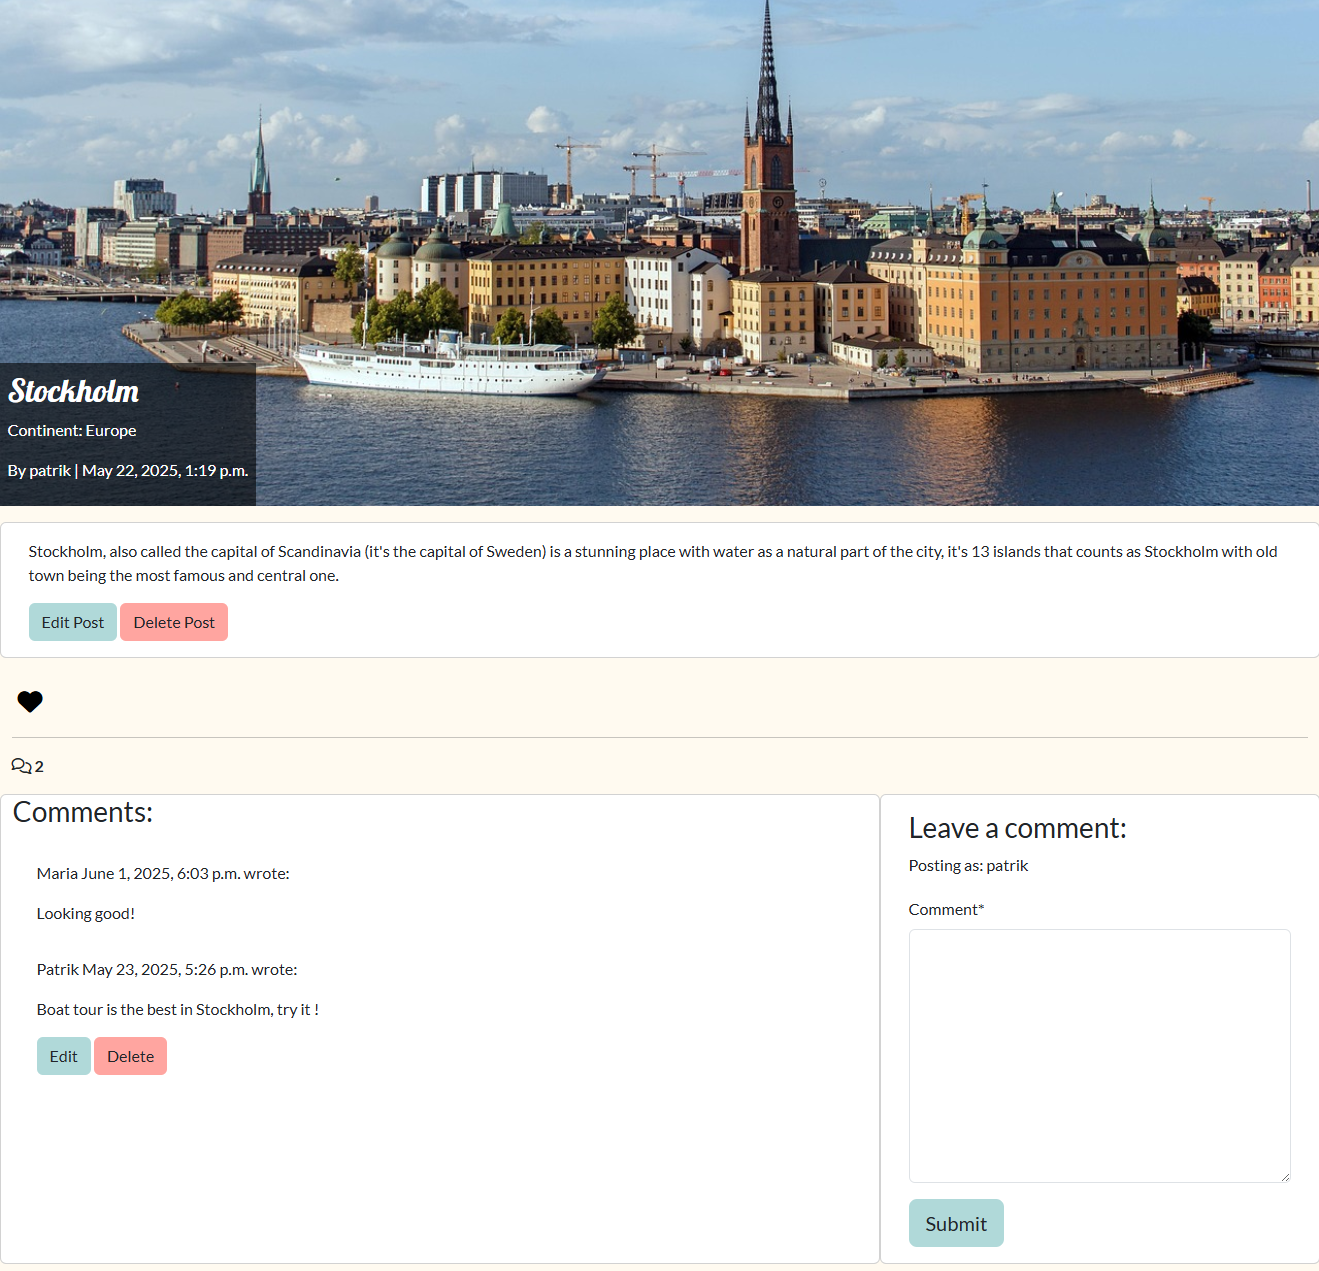 Stockholm
Continent: Europe
By patrik | May 22, 2025, 1:19 p.m.
Stockholm, also called the capital of Scandinavia (it's the capital of Sweden) is a stunning place with water as a natural part of the city, it's 13 islands that counts as Stockholm with old
town being the most famous and central one.
Edit Post Delete Post
2
Comments:
Maria June 1, 2025, 6:03 p.m. wrote:
Looking good!
Patrik May 23, 2025, 5:26 p.m. wrote:
Boat tour is the best in Stockholm, try it !
Edit Delete
Leave a comment:
Posting as: patrik
Comment*
Submit